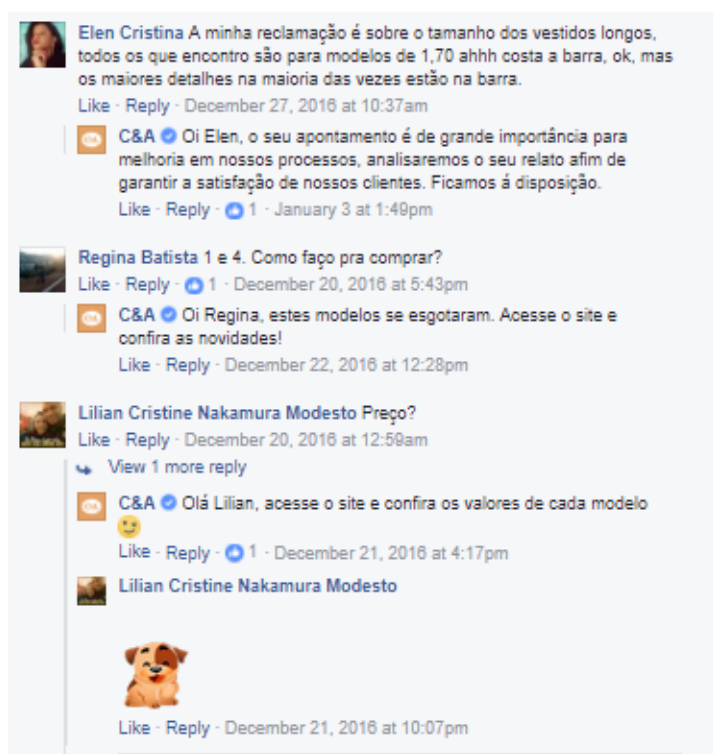 Elen Cristina A minha reclamação é sobre o tamanho dos vestidos longos,
todos os que encontro são para modelos de 1,70 ahhh costa a barra, ok, mas
os maiores detalhes na maioria das vezes estão na barra.
Like · Reply · December 27, 2016 at 10:37am
C&A Oi Elen, o seu apontamento é de grande importância para
melhoria em nossos processos, analisaremos o seu relato afim de
garantir a satisfação de nossos clientes. Ficamos á disposição.
Like · Reply · 1 · January 3 at 1:49pm
Regina Batista 1 e 4. Como faço pra comprar?
Like · Reply · 1 · December 20, 2016 at 5:43pm
C&A Oi Regina, estes modelos se esgotaram. Acesse o site e
confira as novidades!
Like · Reply · December 22, 2016 at 12:28pm
Lilian Cristine Nakamura Modesto Preço?
Like · Reply · December 20, 2016 at 12:59am
View 1 more reply
C&A Olá Lilian, acesse o site e confira os valores de cada modelo
😉
Like · Reply · 1 · December 21, 2016 at 4:17pm
Lilian Cristine Nakamura Modesto
Like · Reply · December 21, 2016 at 10:07pm